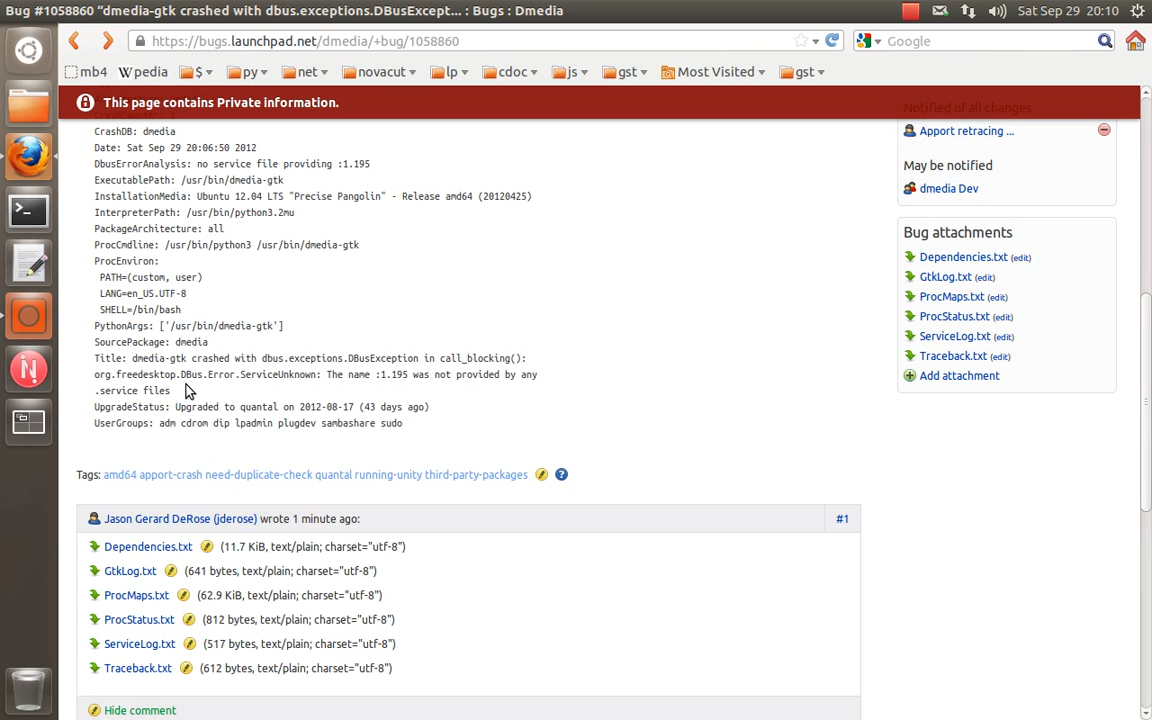 Bug #1058860 “dmedia-gtk crashed with dbus.exceptions.DBusExcept... : Bugs : Dmedia
Sat Sep 29 20:10
https://bugs.launchpad.net/dmedia/+bug/1058860
Google
mb4
Wpedia
$
py
net
novacut
lp
cdoc
js
gst
Most Visited
gst
This page contains Private information.
CrashDB: dmedia
Date: Sat Sep 29 20:06:50 2012
DbusErrorAnalysis: no service file providing :1.195
ExecutablePath: /usr/bin/dmedia-gtk
InstallationMedia: Ubuntu 12.04 LTS "Precise Pangolin" - Release amd64 (20120425)
InterpreterPath: /usr/bin/python3.2mu
PackageArchitecture: all
ProcCmdline: /usr/bin/python3 /usr/bin/dmedia-gtk
ProcEnviron:
PATH=(custom, user)
LANG=en_US.UTF-8
SHELL=/bin/bash
PythonArgs: ['/usr/bin/dmedia-gtk']
SourcePackage: dmedia
Title: dmedia-gtk crashed with dbus.exceptions.DBusException in call_blocking():
org.freedesktop.DBus.Error.ServiceUnknown: The name :1.195 was not provided by any
.service files
UpgradeStatus: Upgraded to quantal on 2012-08-17 (43 days ago)
UserGroups: adm cdrom dip lpadmin plugdev sambashare sudo
Tags: amd64 apport-crash need-duplicate-check quantal running-unity third-party-packages
Jason Gerard DeRose (jderose) wrote 1 minute ago:
#1
Dependencies.txt (11.7 KiB, text/plain; charset="utf-8")
GtkLog.txt (641 bytes, text/plain; charset="utf-8")
ProcMaps.txt (62.9 KiB, text/plain; charset="utf-8")
ProcStatus.txt (812 bytes, text/plain; charset="utf-8")
ServiceLog.txt (517 bytes, text/plain; charset="utf-8")
Traceback.txt (612 bytes, text/plain; charset="utf-8")
Hide comment
Notified of all changes
Apport retracing ...
May be notified
dmedia Dev
Bug attachments
Dependencies.txt (edit)
GtkLog.txt (edit)
ProcMaps.txt (edit)
ProcStatus.txt (edit)
ServiceLog.txt (edit)
Traceback.txt (edit)
Add attachment